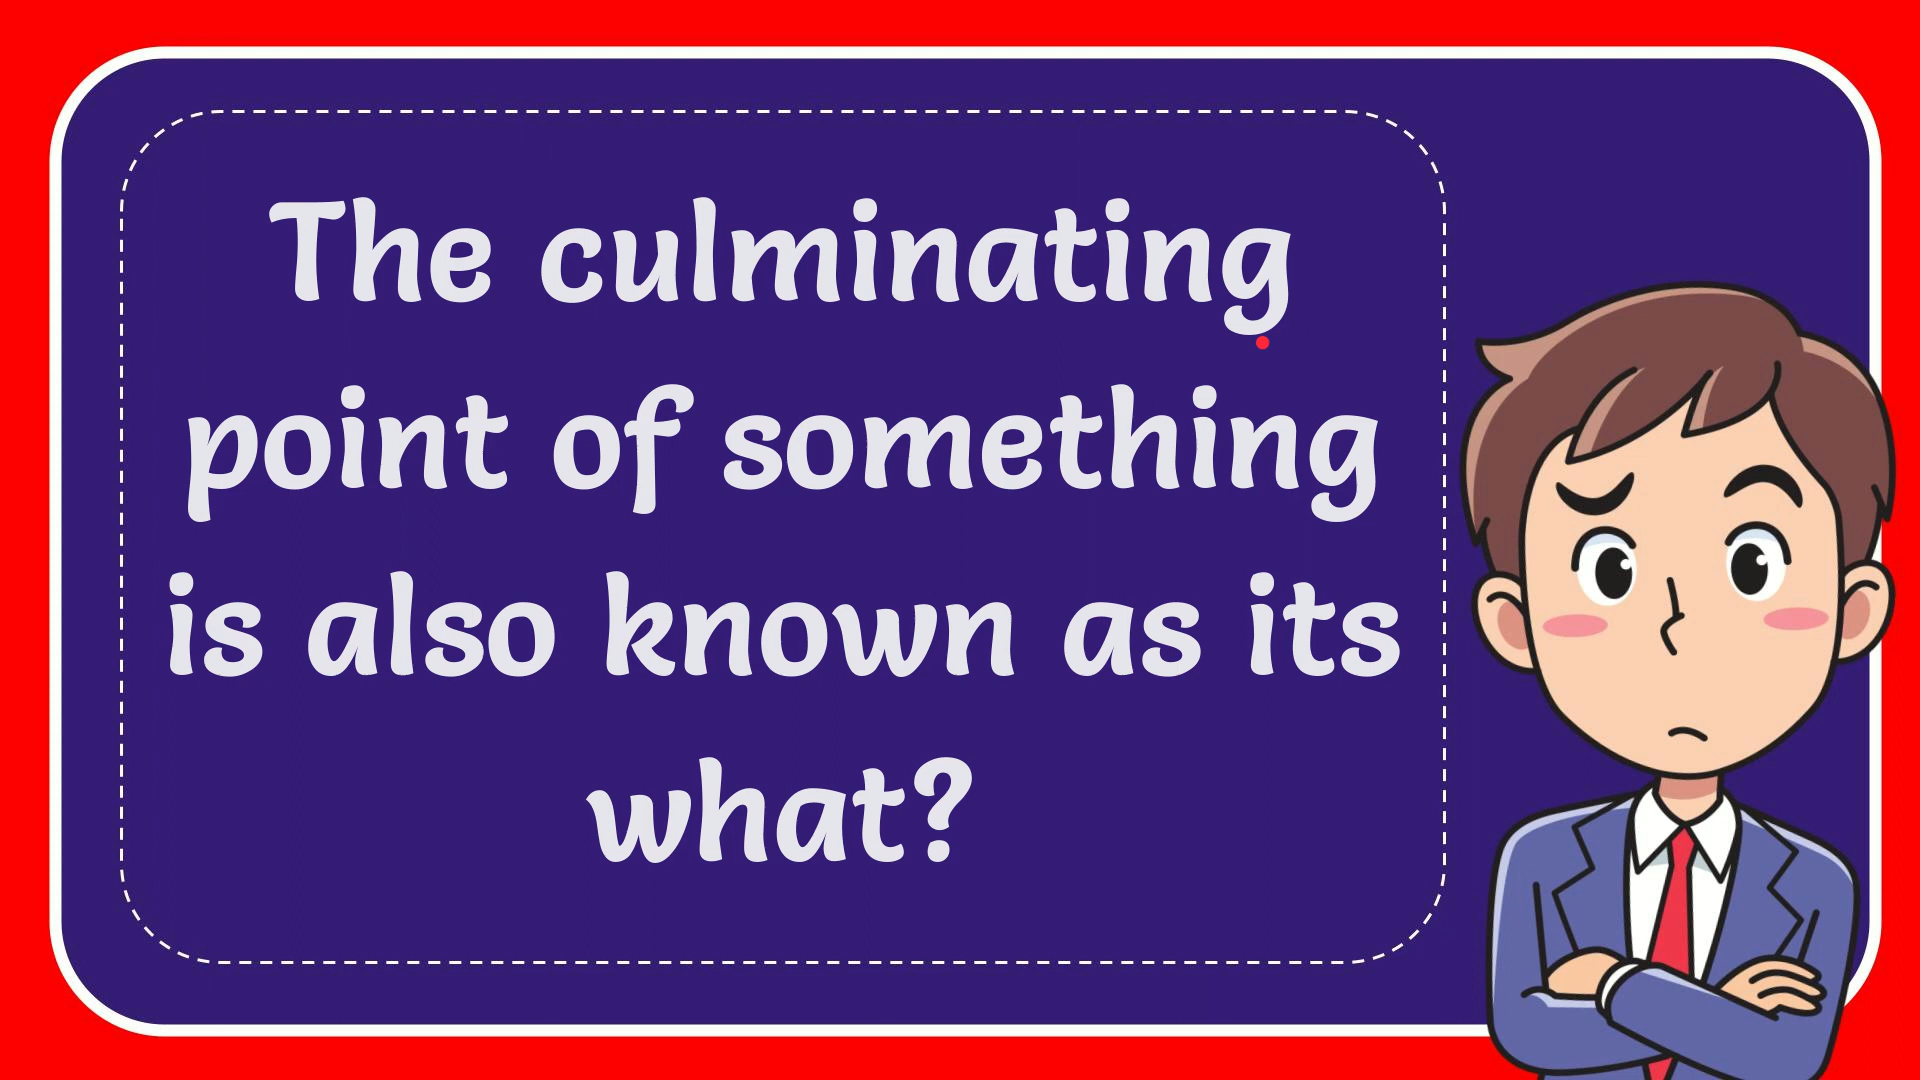 The culminating
point of something
is also known as its
what?